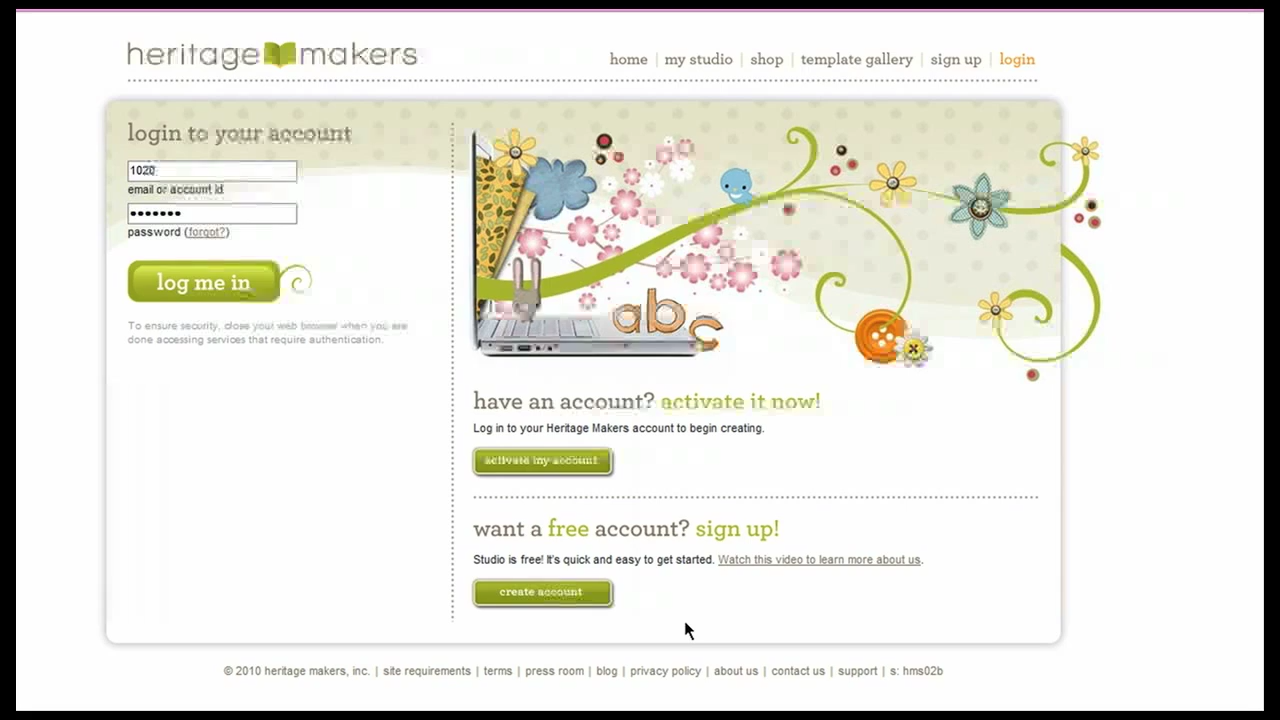 heritage makers
home | my studio | shop | template gallery | sign up | login
login to your account
1020
email or account id
password (forgot?)
log me in
To ensure security, close your web browser when you are
done accessing services that require authentication.
abc
have an account? activate it now!
Log in to your Heritage Makers account to begin creating.
activate my account
want a free account? sign up!
Studio is free! It's quick and easy to get started. Watch this video to learn more about us.
create account
© 2010 heritage makers, inc. | site requirements | terms | press room | blog | privacy policy | about us | contact us | support | s: hms02b